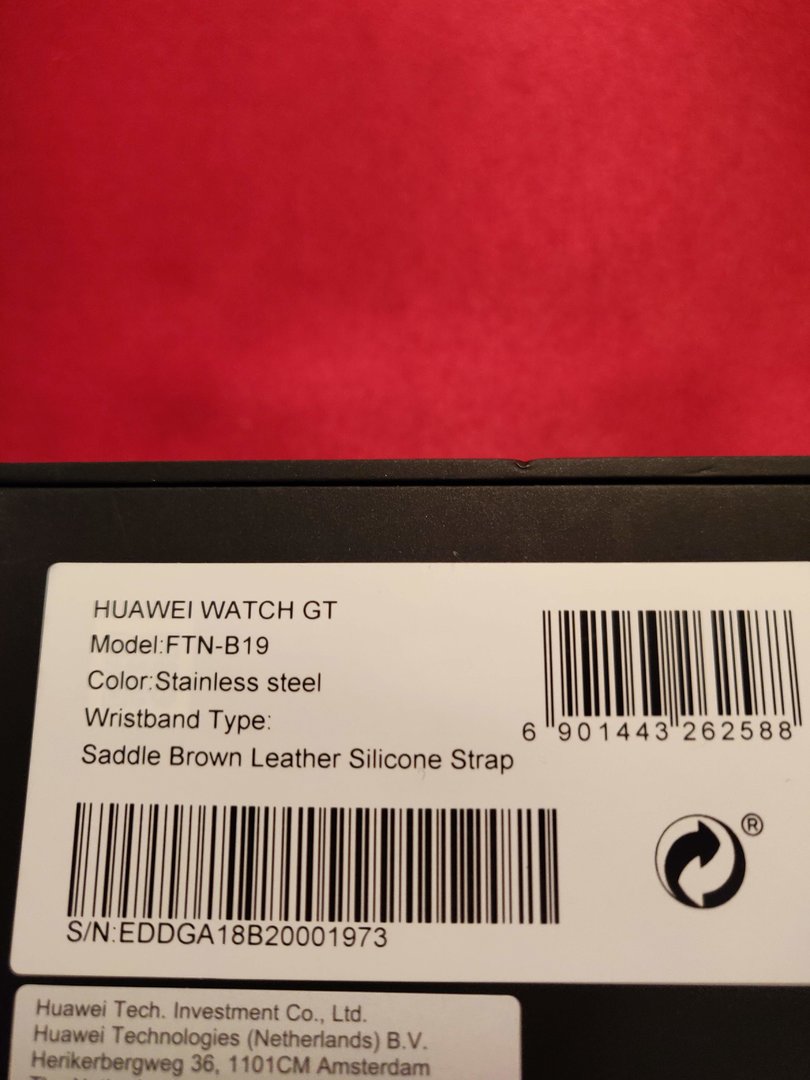 HUAWEI WATCH GT
Model:FTN-B19
Color:Stainless steel
Wristband Type:
Saddle Brown Leather Silicone Strap
6 901443 262588
®
S/N:EDDGA18B20001973
Huawei Tech. Investment Co., Ltd.
Huawei Technologies (Netherlands) B.V.
Herikerbergweg 36, 1101CM Amsterdam